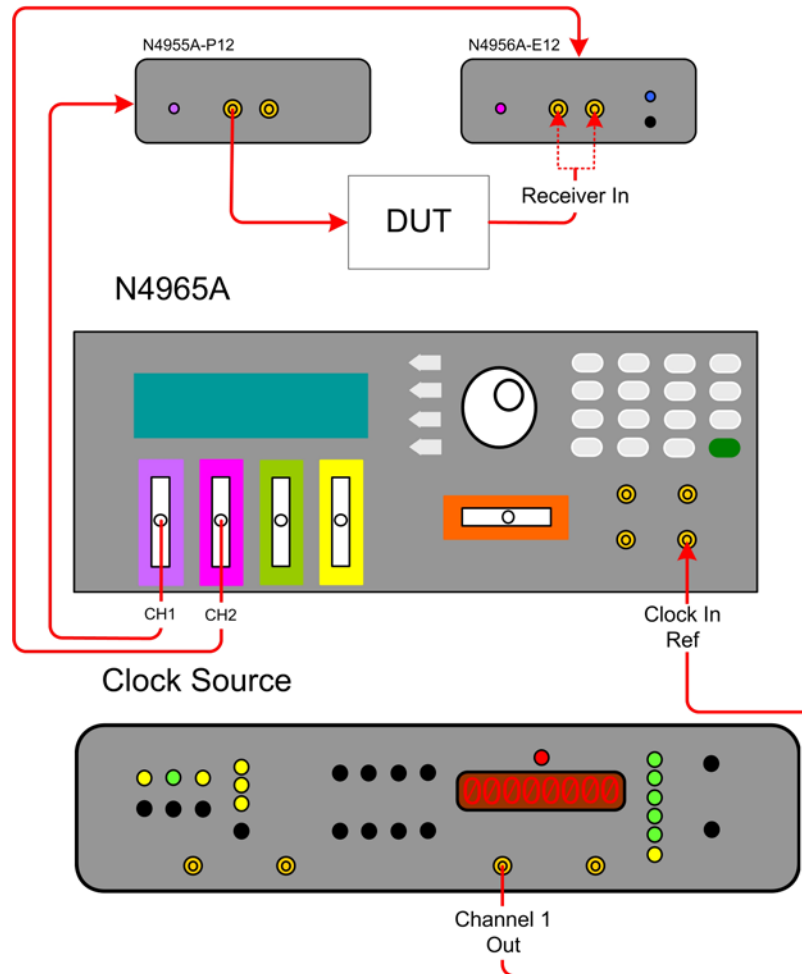 N4955A-P12
N4956A-E12
DUT
Receiver In
N4965A
CH1
CH2
Clock In
Ref
Clock Source
00000000
Channel 1
Out